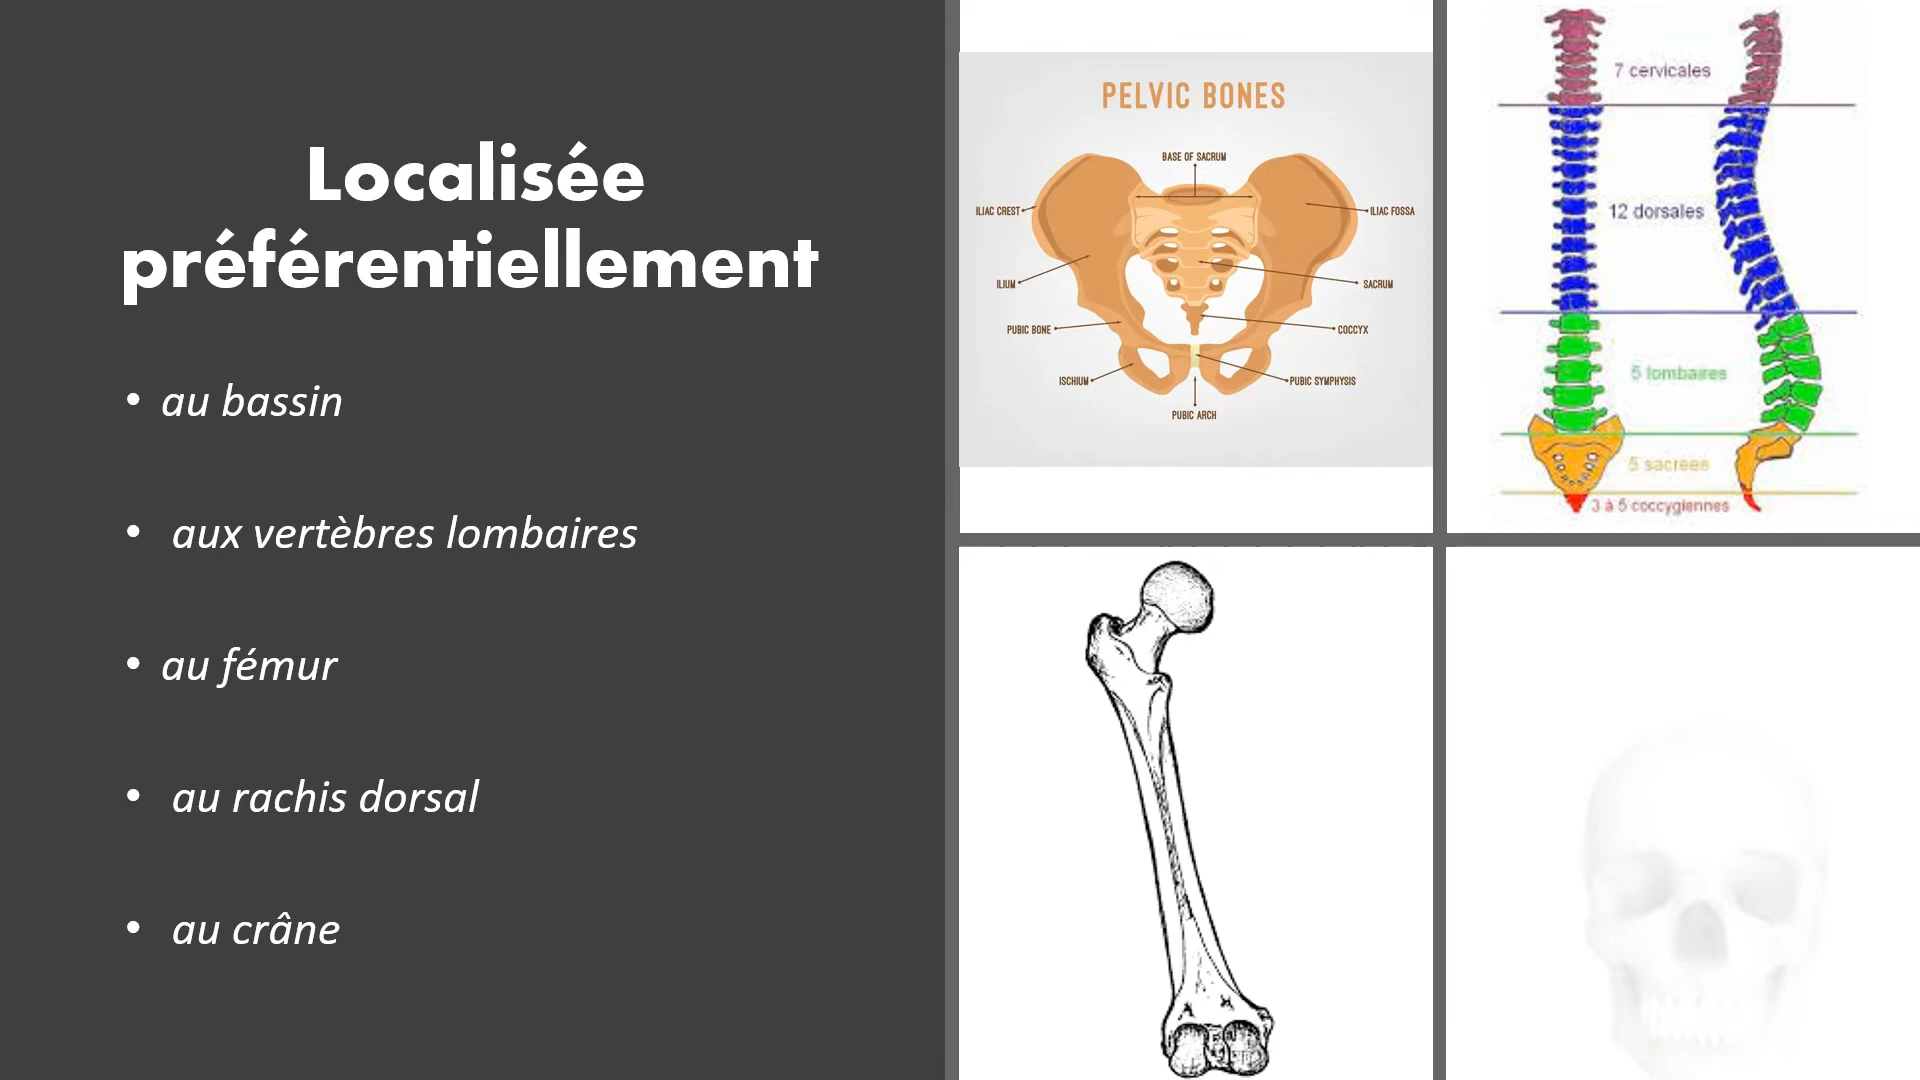 Localisée
préférentiellement
• au bassin
• aux vertèbres lombaires
• au fémur
• au rachis dorsal
• au crâne
PELVIC BONES
BASE OF SACRUM
ILIAC CREST
ILIAC FOSSA
ILIUM
SACRUM
PUBIC BONE
COCCYX
ISCHIUM
PUBIC SYMPHYSIS
PUBIC ARCH
7 cervicales
12 dorsales
5 lombaires
5 sacrées
3 à 5 coccygiennes